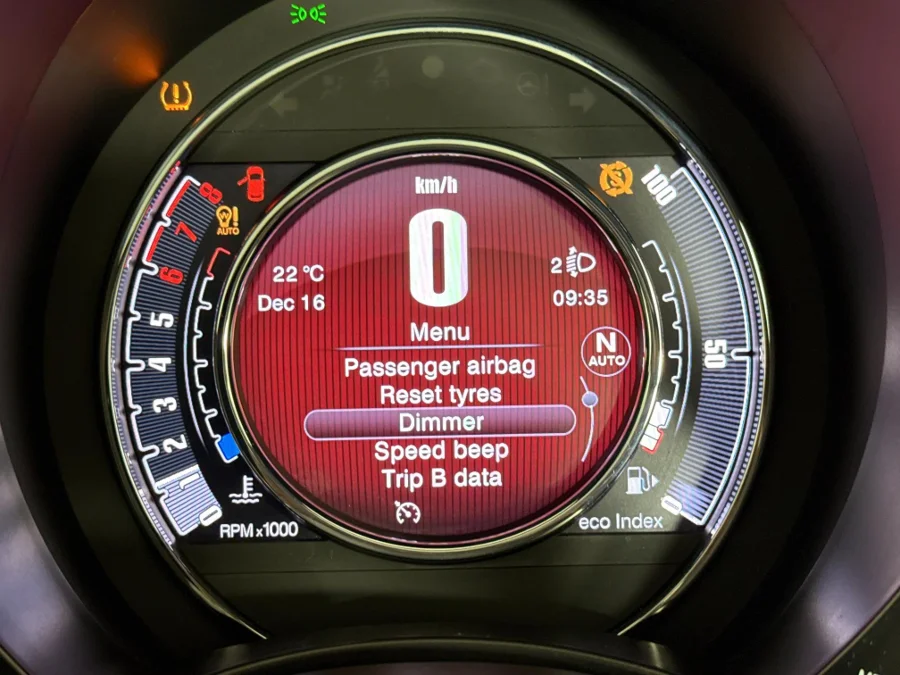 km/h
0
22 °C
Dec 16
2
09:35
Menu
N
AUTO
Passenger airbag
Reset tyres
Dimmer
Speed beep
Trip B data
AUTO
8
7
6
5
4
3
2
1
0
RPM x1000
100
50
0
eco Index